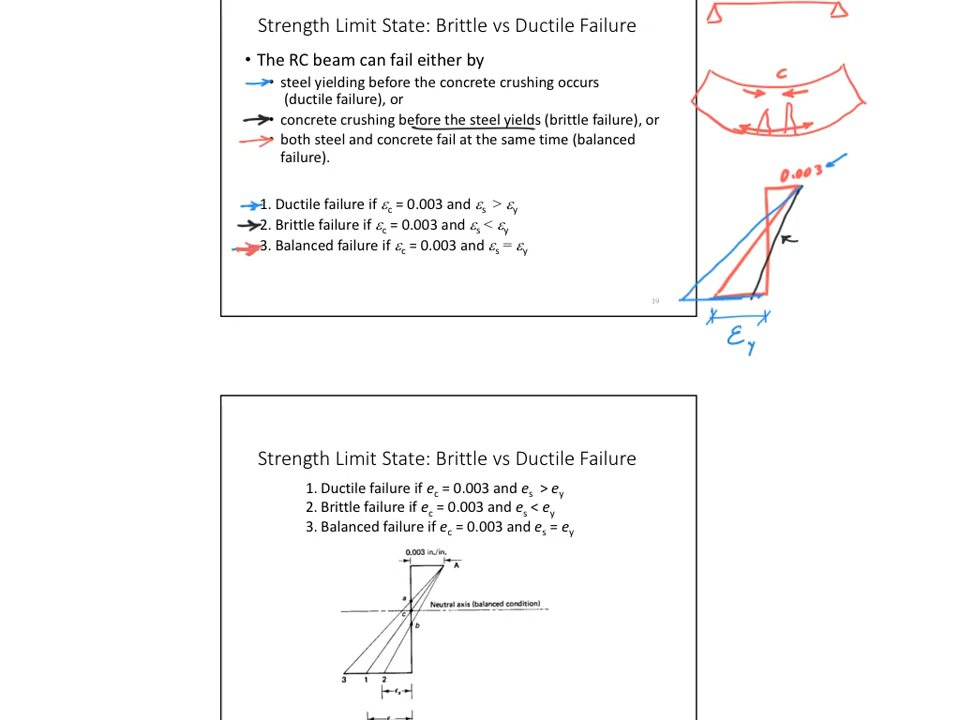 Strength Limit State: Brittle vs Ductile Failure
• The RC beam can fail either by
• steel yielding before the concrete crushing occurs
(ductile failure), or
• concrete crushing before the steel yields (brittle failure), or
• both steel and concrete fail at the same time (balanced
failure).
1. Ductile failure if εc = 0.003 and εs > εy
2. Brittle failure if εc = 0.003 and εs < εy
3. Balanced failure if εc = 0.003 and εs = εy
19
C
0.003
εy
Strength Limit State: Brittle vs Ductile Failure
1. Ductile failure if ec = 0.003 and es > ey
2. Brittle failure if ec = 0.003 and es < ey
3. Balanced failure if ec = 0.003 and es = ey
0.003 in./in.
A
a
Neutral axis (balanced condition)
c
b
3 1 2